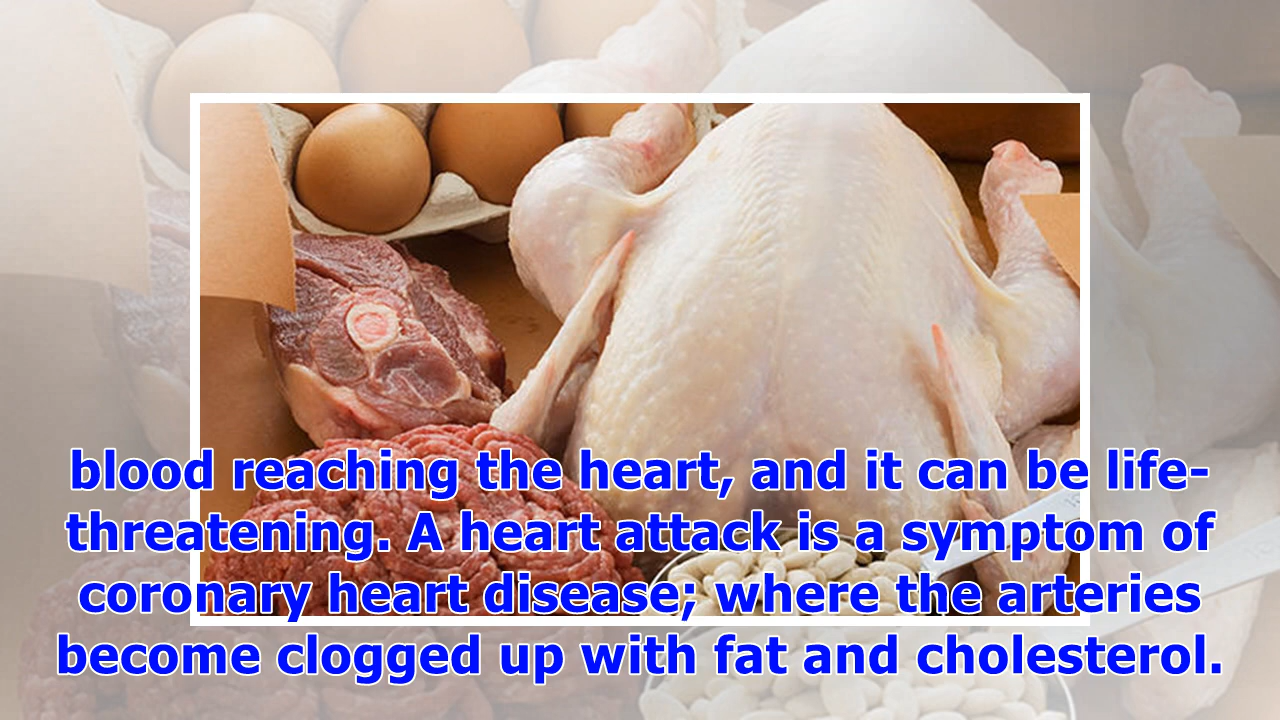 blood reaching the heart, and it can be life-
threatening. A heart attack is a symptom of
coronary heart disease; where the arteries
become clogged up with fat and cholesterol.